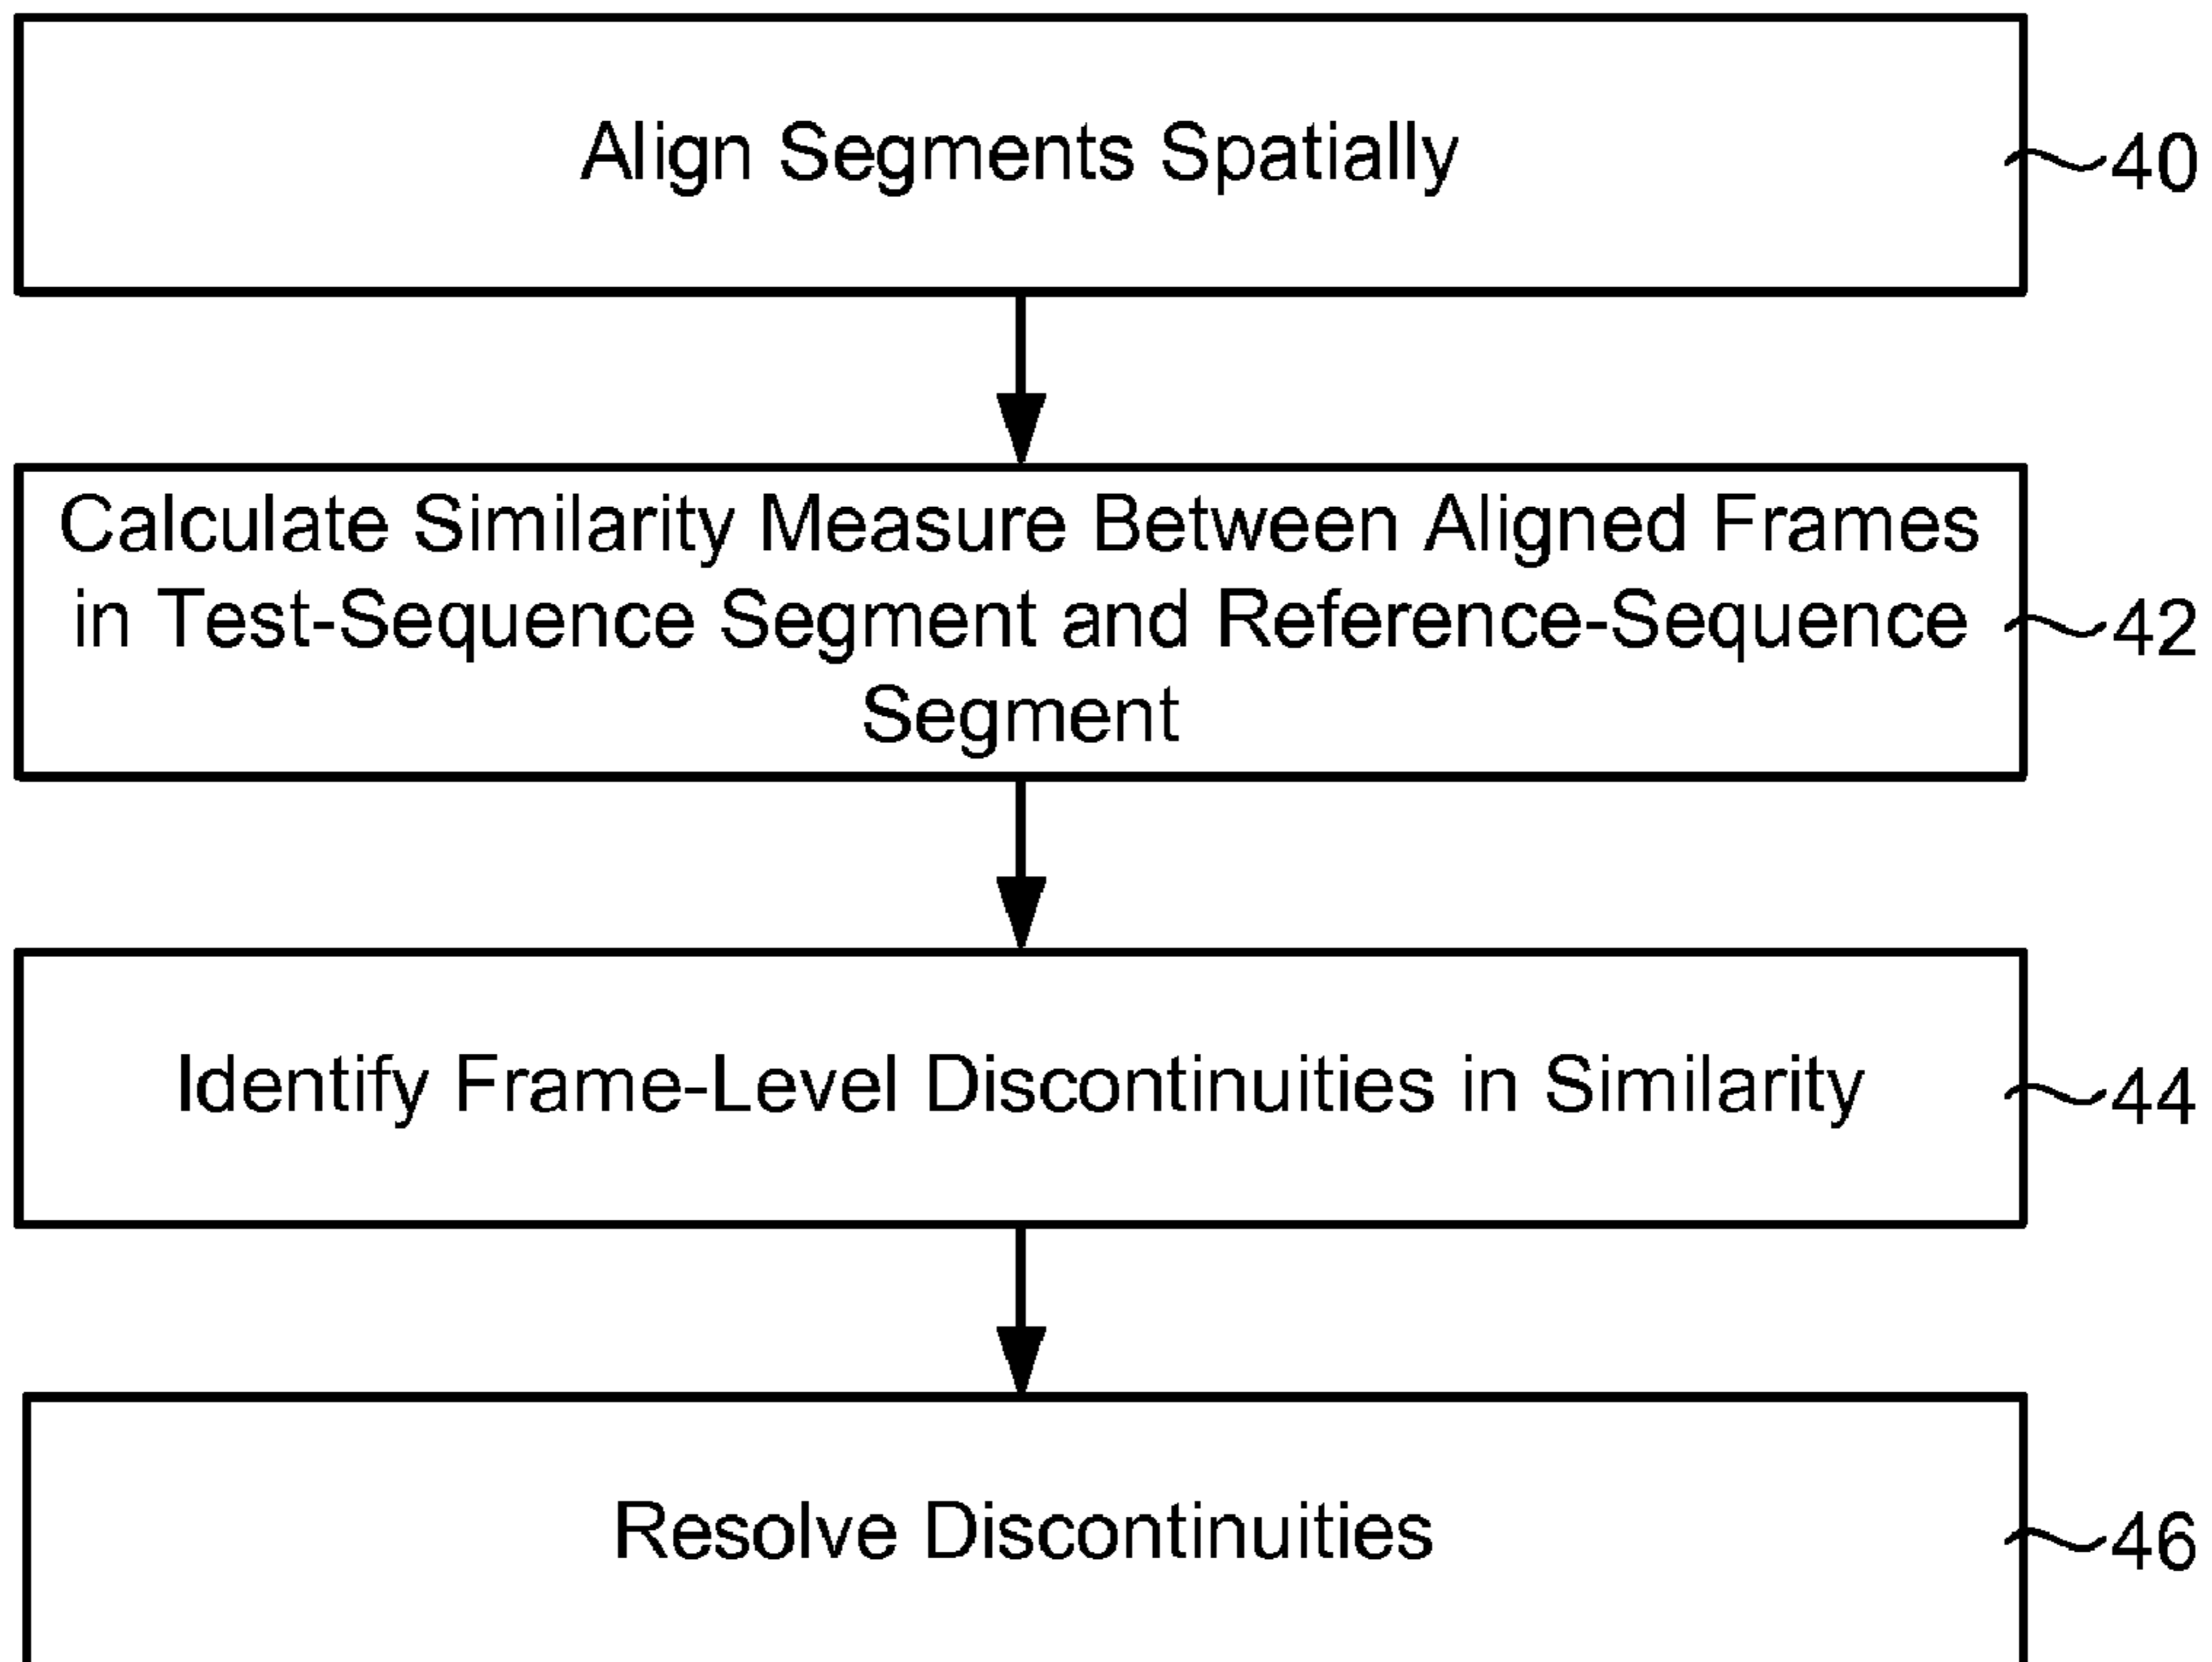 Align Segments Spatially
40
Calculate Similarity Measure Between Aligned Frames
in Test-Sequence Segment and Reference-Sequence
Segment
42
Identify Frame-Level Discontinuities in Similarity
44
Resolve Discontinuities
46